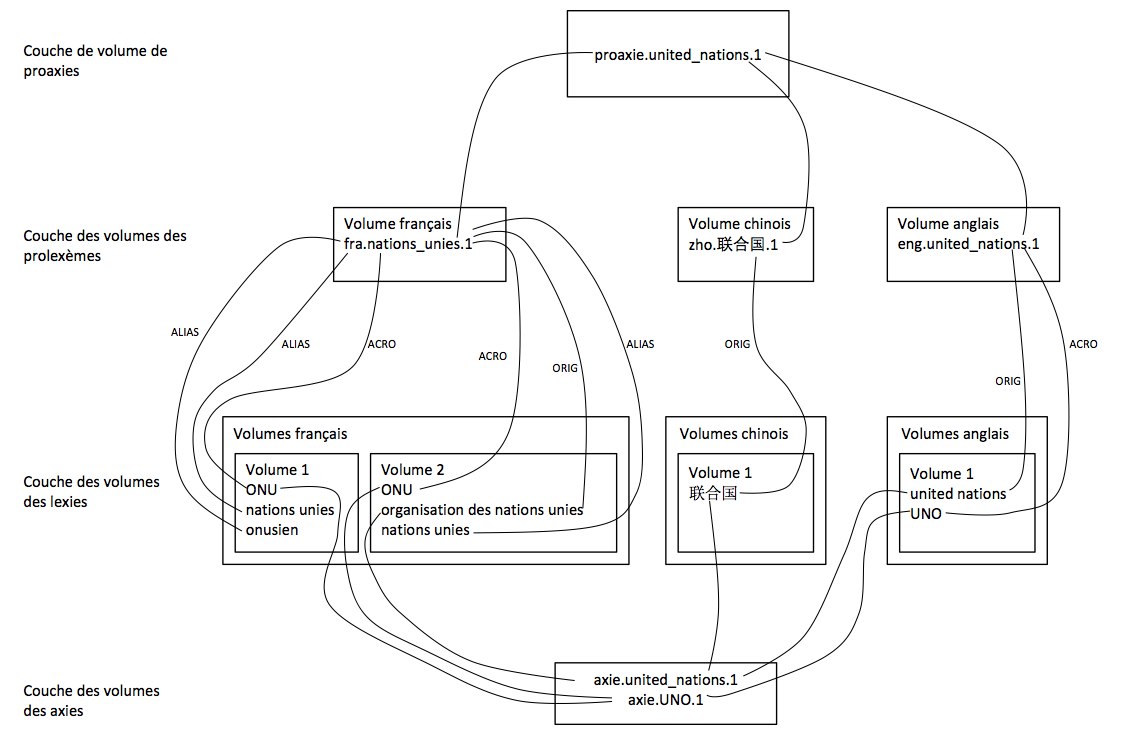 Couche de volume de
proaxies
proaxie.united_nations.1
Couche des volumes des
prolexèmes
Volume français
fra.nations_unies.1
Volume chinois
zho.联合国.1
Volume anglais
eng.united_nations.1
ALIAS
ALIAS
ACRO
ACRO
ORIG
ALIAS
ORIG
ORIG
ACRO
Couche des volumes
des lexies
Volumes français
Volume 1
ONU
nations unies
onusien
Volume 2
ONU
organisation des nations unies
nations unies
Volumes chinois
Volume 1
联合国
Volumes anglais
Volume 1
united nations
UNO
Couche des volumes
des axies
axie.united_nations.1
axie.UNO.1